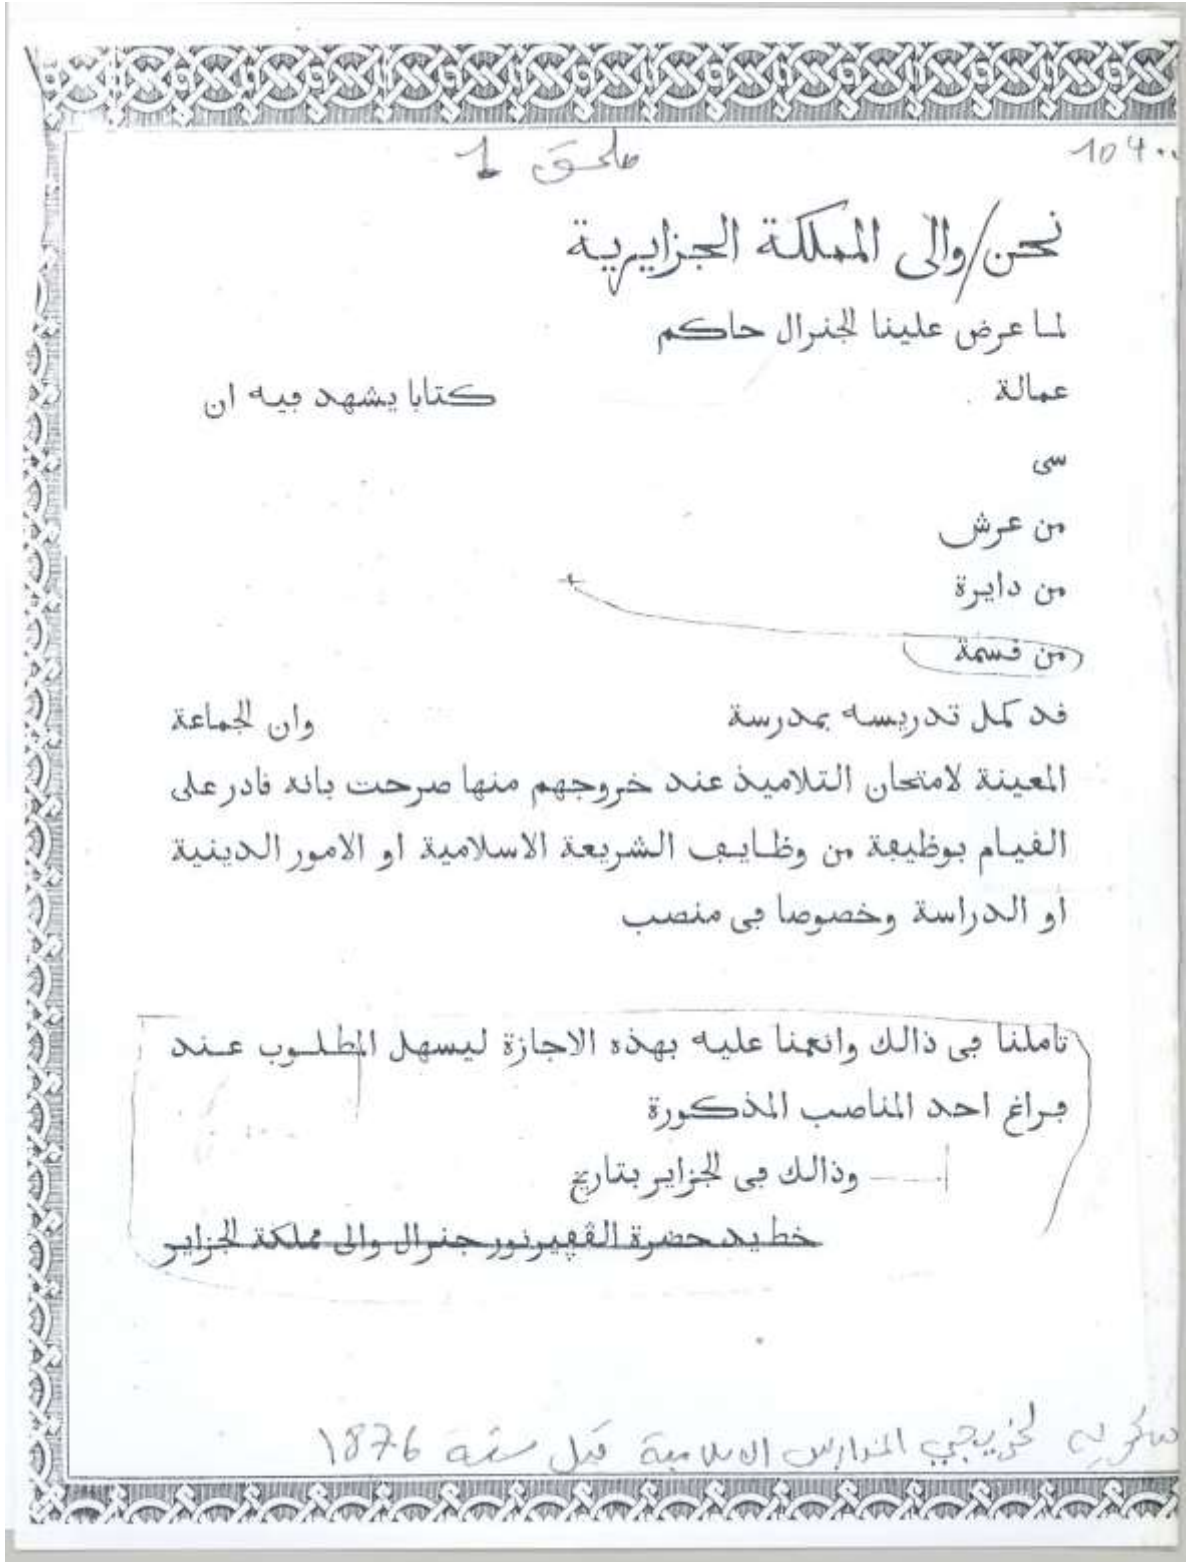 ملحق 1
نحن/والى المملكة الجزايرية
لما عرض علينا الجنرال حاكم
عمالة كتابا يشهد فيه ان
سى
من عرش
من دايرة
من قسمة
قد كمل تدريسه بمدرسة وان الجماعة
المعينة لامتحان التلاميذ عند خروجهم منها صرحت بانه قادر على
القيام بوظيفة من وظايف الشريعة الاسلامية او الامور الدينية
او الدراسة وخصوصا فى منصب
تاملنا فى ذالك وانعمنا عليه بهذه الاجازة ليسهل المطلوب عند
فراغ احد المناصب المذكورة
وذالك فى الجزاير بتاريخ
خط يد حضرة الڤڢيرنور جنرال والى مملكة الجزاير
لخريجي المدارس الاسلامية قبل سنة 1876